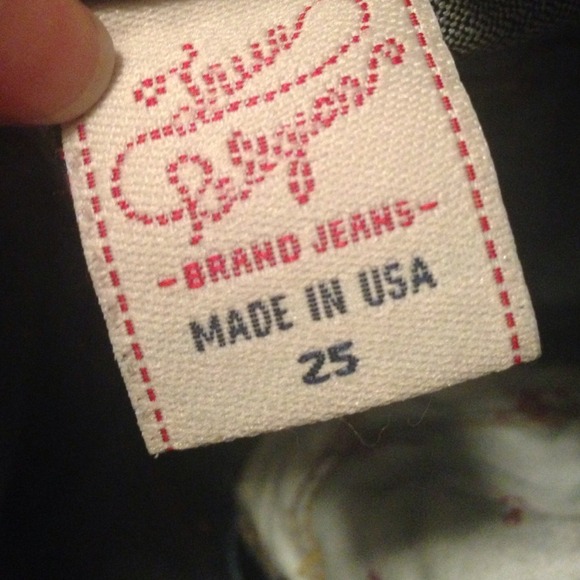 True
Religion
-BRAND JEANS-
MADE IN USA
25